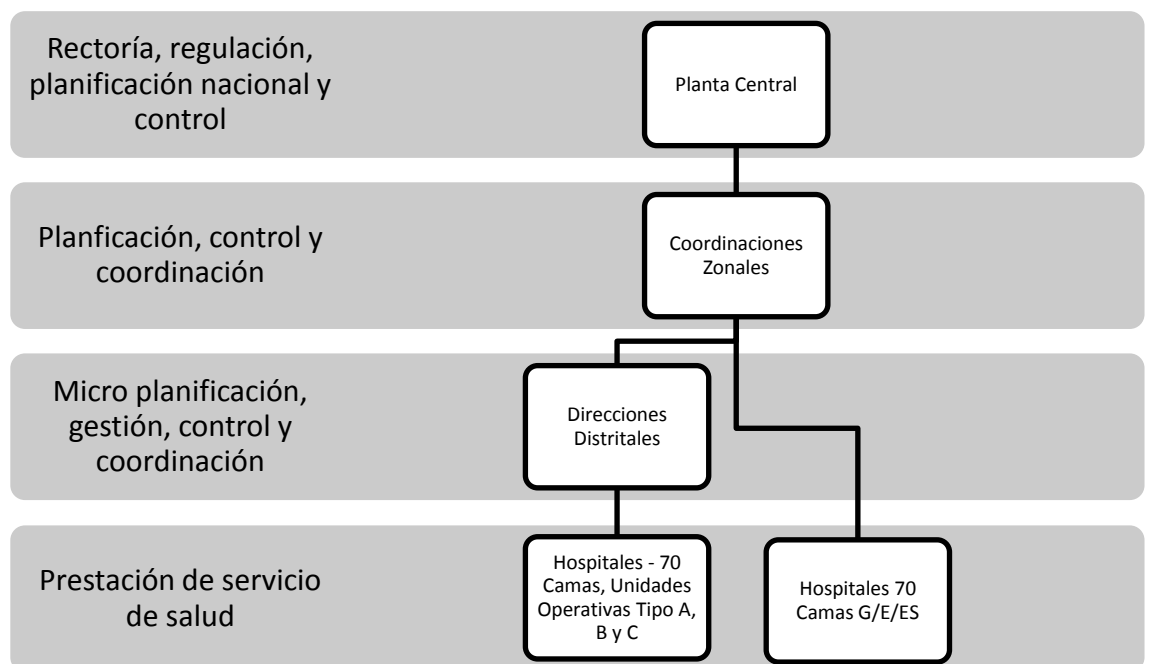 Rectoría, regulación,
planificación nacional y
control
Planta Central
Planficación, control y
coordinación
Coordinaciones
Zonales
Micro planificación,
gestión, control y
coordinación
Direcciones
Distritales
Prestación de servicio
de salud
Hospitales - 70
Camas, Unidades
Operativas Tipo A,
B y C
Hospitales 70
Camas G/E/ES